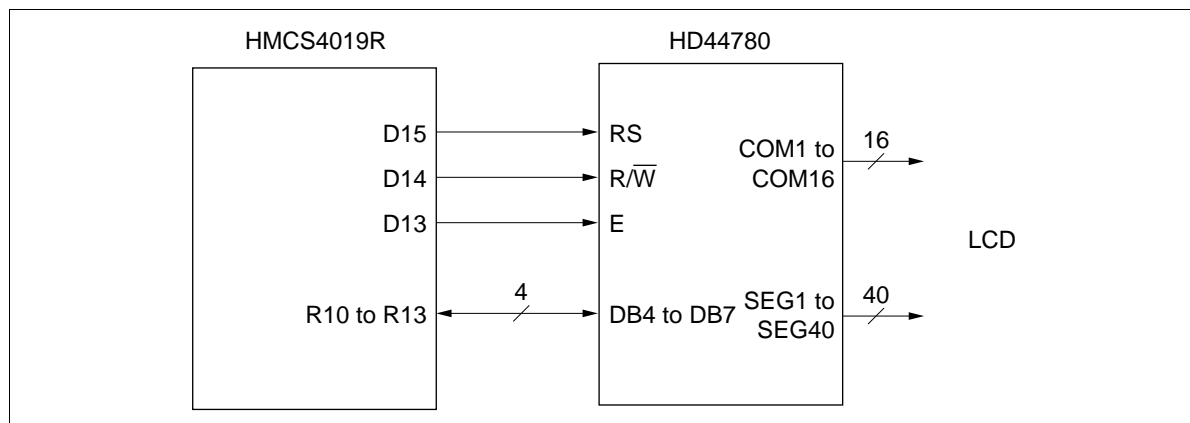 HMCS4019R
HD44780
D15
RS
D14
R/W̅
D13
E
R10 to R13
4
DB4 to DB7
COM1 to
COM16
16
SEG1 to
SEG40
40
LCD